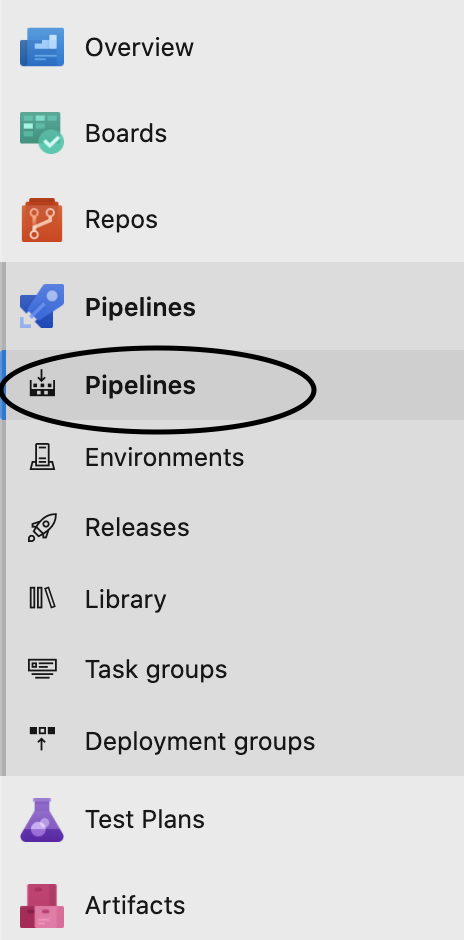 Overview
Boards
Repos
Pipelines
Pipelines
Environments
Releases
Library
Task groups
Deployment groups
Test Plans
Artifacts